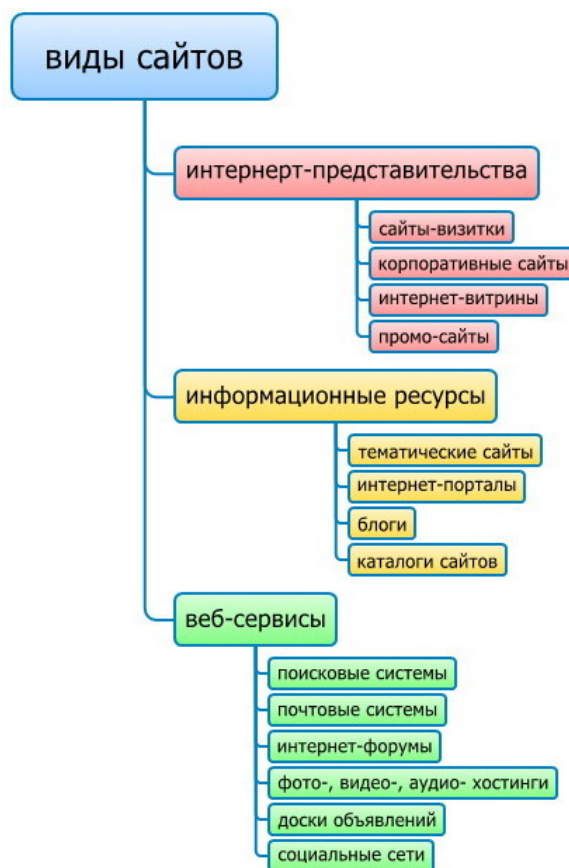 виды сайтов
интернерт-представительства
сайты-визитки
корпоративные сайты
интернет-витрины
промо-сайты
информационные ресурсы
тематические сайты
интернет-порталы
блоги
каталоги сайтов
веб-сервисы
поисковые системы
почтовые системы
интернет-форумы
фото-, видео-, аудио- хостинги
доски объявлений
социальные сети